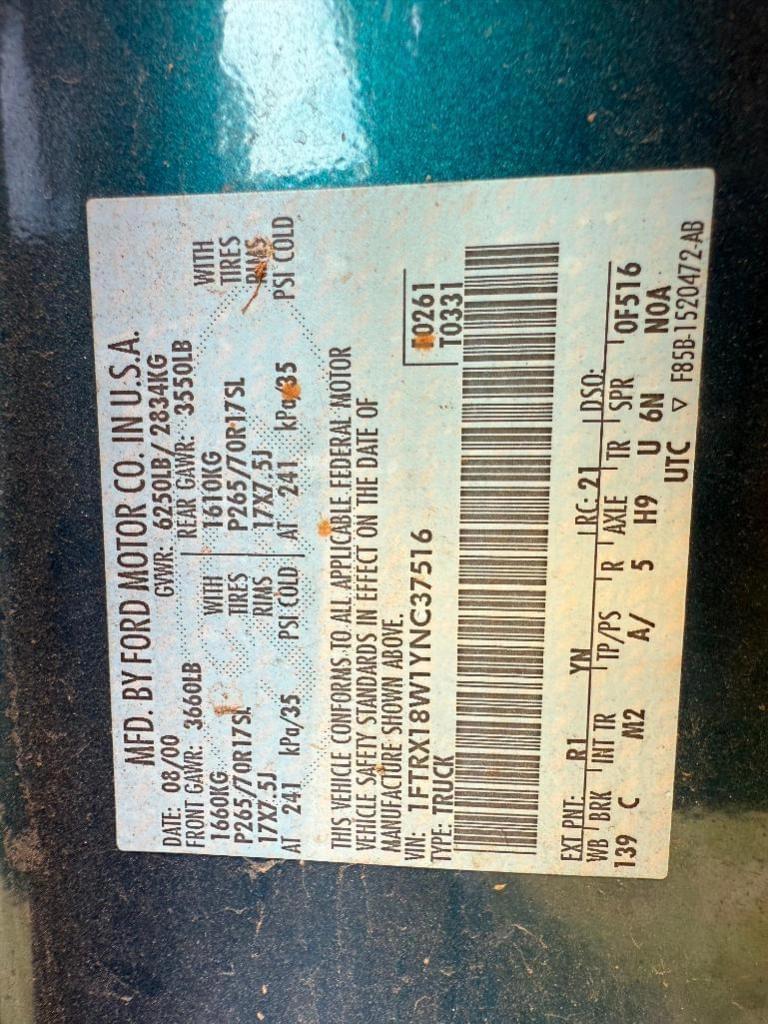 MFD. BY FORD MOTOR CO. IN U.S.A.
DATE: 08/00 GVWR: 6250LB/ 2834KG
FRONT GAWR: 3660LB REAR GAWR: 3550LB
1660KG WITH 1610KG WITH
P265/70R17SL TIRES P265/70R17SL TIRES
17X7.5J RIMS 17X7.5J RIMS
AT 241 kPa/35 PSI COLD AT 241 kPa/35 PSI COLD
THIS VEHICLE CONFORMS TO ALL APPLICABLE FEDERAL MOTOR
VEHICLE SAFETY STANDARDS IN EFFECT ON THE DATE OF
MANUFACTURE SHOWN ABOVE.
VIN: 1FTRX18W1YNC37516 T0261
TYPE: TRUCK T0331
EXT PNT: R1 YN RC: 21 DSO:
WB BRK INT TR TP/PS R AXLE TR SPR 0F516
139 C M2 A/ 5 H9 U 6N N0A
UTC ▽ F85B-1520472-AB